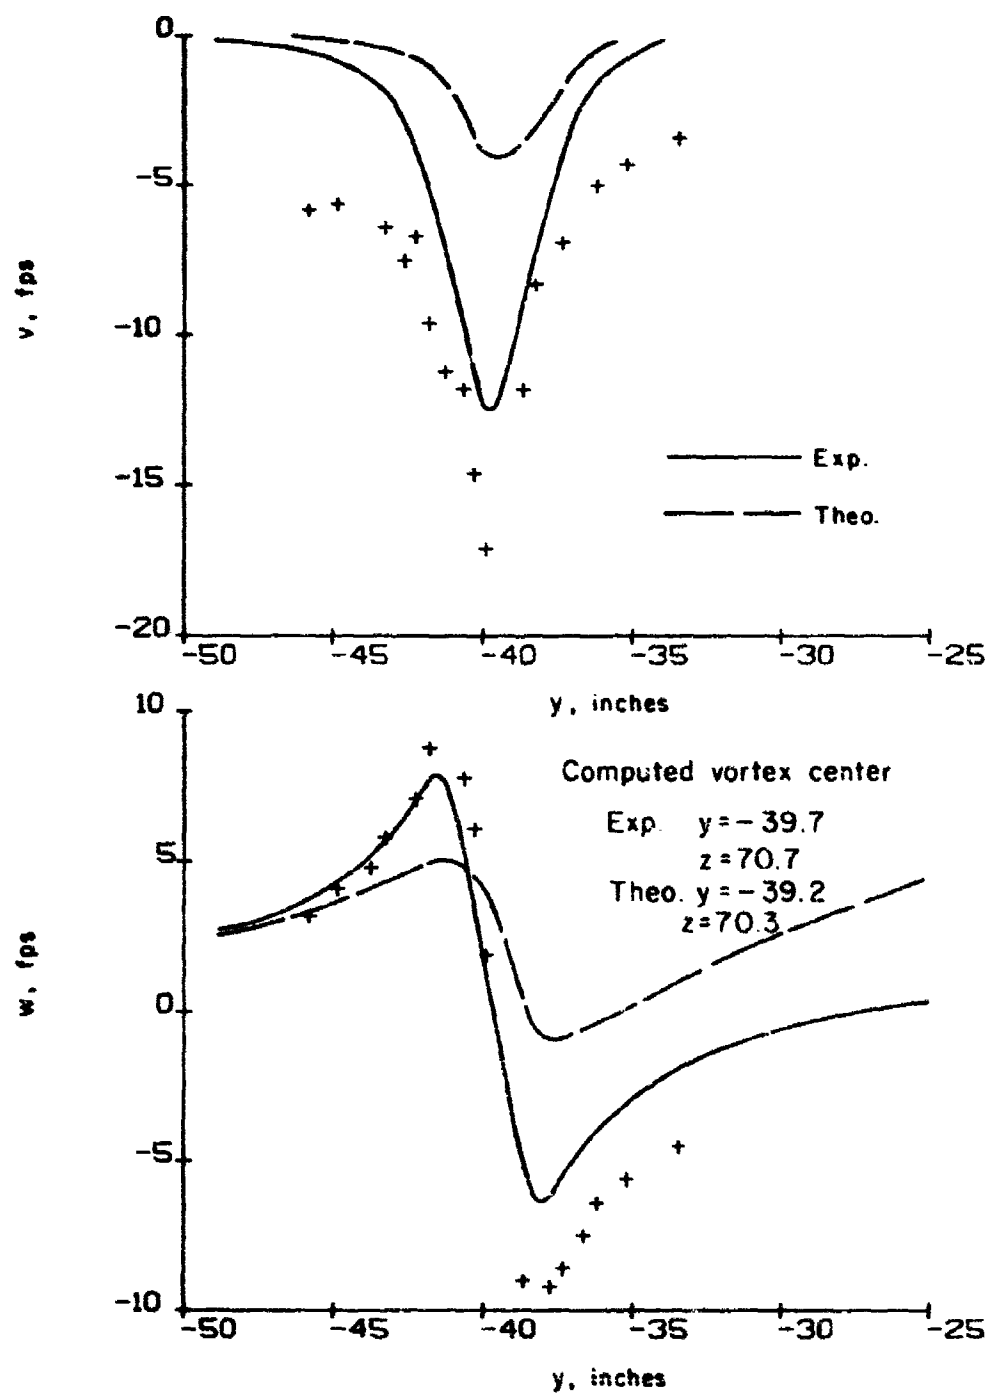 0
-5
v, fps
-10
Exp.
-15
Theo.
-20
-50 -45 -40 -35 -30 -25
y, inches
10
Computed vortex center
Exp. y=-39.7
z=70.7
5
Theo. y=-39.2
z=70.3
w, fps
0
-5
-10
-50 -45 -40 -35 -30 -25
y, inches